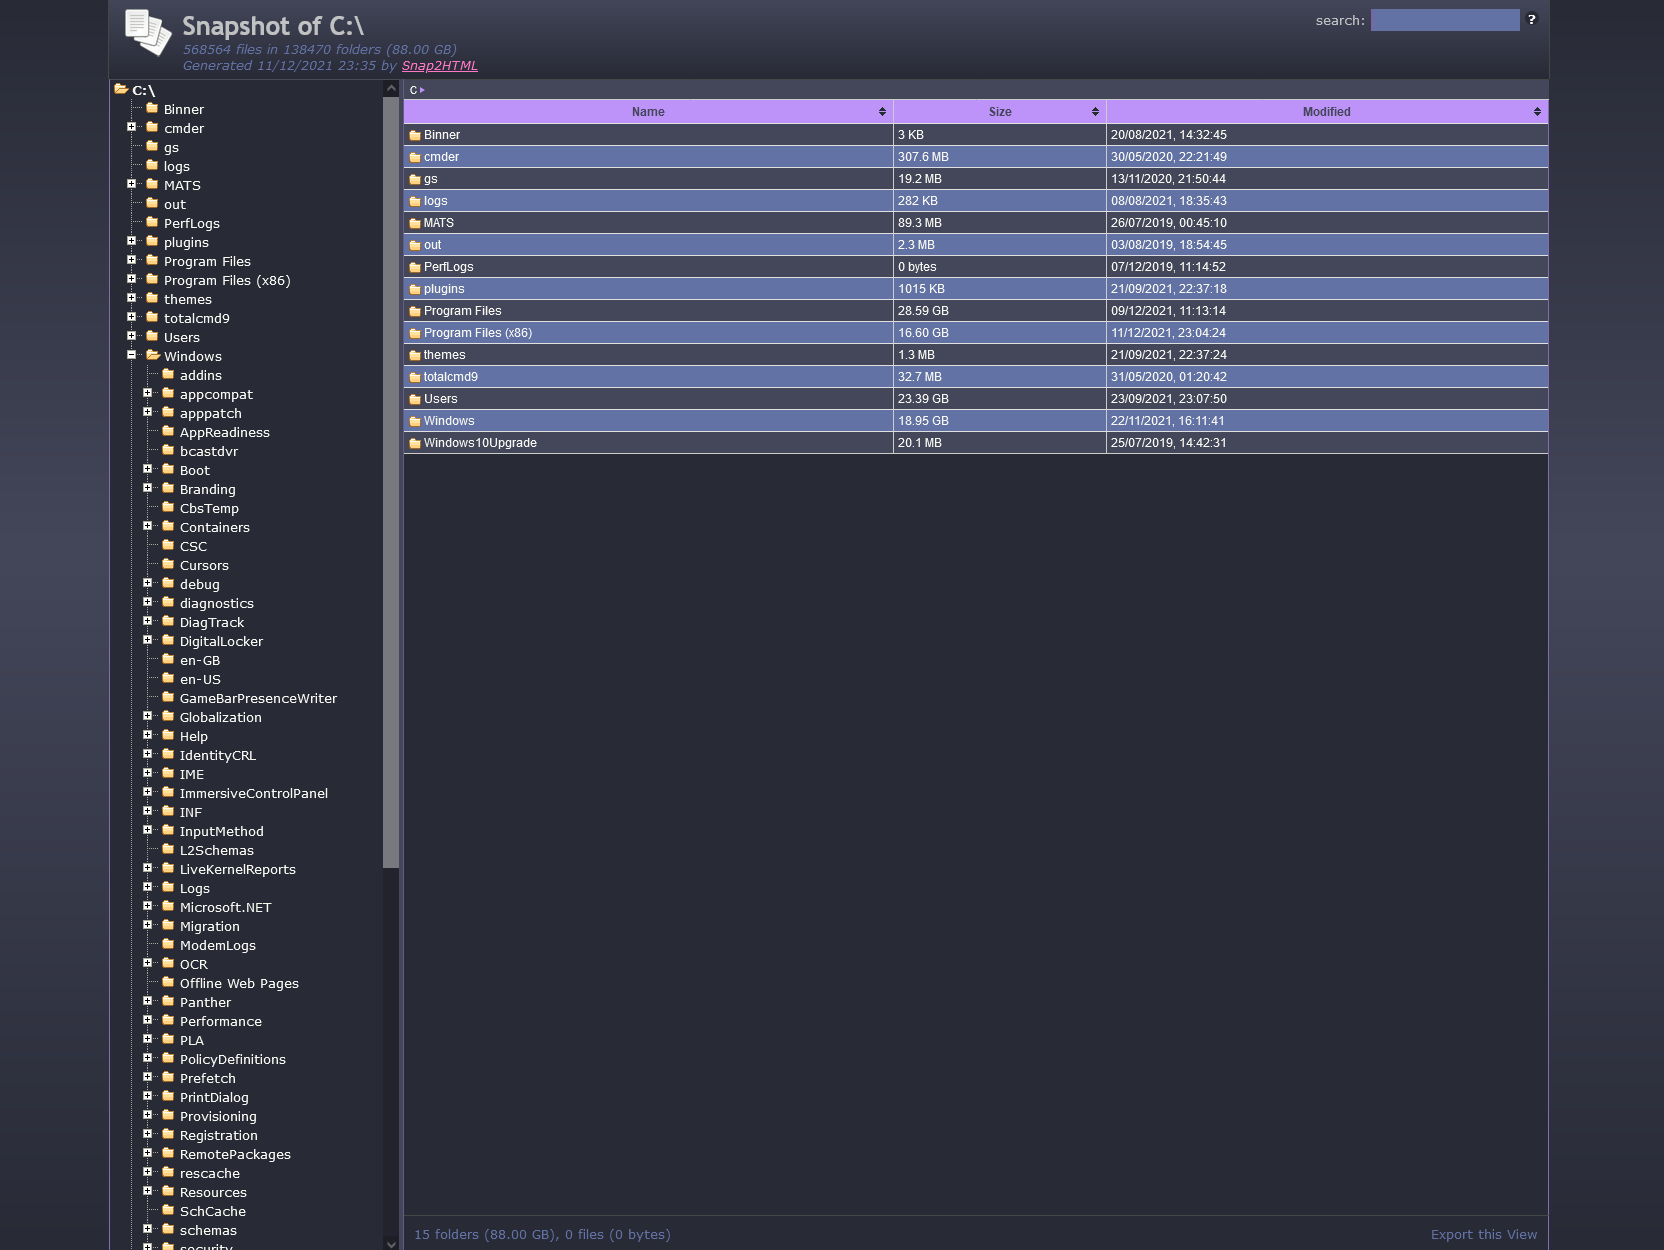 Snapshot of C:\
568564 files in 138470 folders (88.00 GB)
Generated 11/12/2021 23:35 by Snap2HTML
search: ?
C:\
Binner
cmder
gs
logs
MATS
out
PerfLogs
plugins
Program Files
Program Files (x86)
themes
totalcmd9
Users
Windows
addins
appcompat
apppatch
AppReadiness
bcastdvr
Boot
Branding
CbsTemp
Containers
CSC
Cursors
debug
diagnostics
DiagTrack
DigitalLocker
en-GB
en-US
GameBarPresenceWriter
Globalization
Help
IdentityCRL
IME
ImmersiveControlPanel
INF
InputMethod
L2Schemas
LiveKernelReports
Logs
Microsoft.NET
Migration
ModemLogs
OCR
Offline Web Pages
Panther
Performance
PLA
PolicyDefinitions
Prefetch
PrintDialog
Provisioning
Registration
RemotePackages
rescache
Resources
SchCache
schemas
security
C
Name Size Modified
Binner 3 KB 20/08/2021, 14:32:45
cmder 307.6 MB 30/05/2020, 22:21:49
gs 19.2 MB 13/11/2020, 21:50:44
logs 282 KB 08/08/2021, 18:35:43
MATS 89.3 MB 26/07/2019, 00:45:10
out 2.3 MB 03/08/2019, 18:54:45
PerfLogs 0 bytes 07/12/2019, 11:14:52
plugins 1015 KB 21/09/2021, 22:37:18
Program Files 28.59 GB 09/12/2021, 11:13:14
Program Files (x86) 16.60 GB 11/12/2021, 23:04:24
themes 1.3 MB 21/09/2021, 22:37:24
totalcmd9 32.7 MB 31/05/2020, 01:20:42
Users 23.39 GB 23/09/2021, 23:07:50
Windows 18.95 GB 22/11/2021, 16:11:41
Windows10Upgrade 20.1 MB 25/07/2019, 14:42:31
15 folders (88.00 GB), 0 files (0 bytes)
Export this View